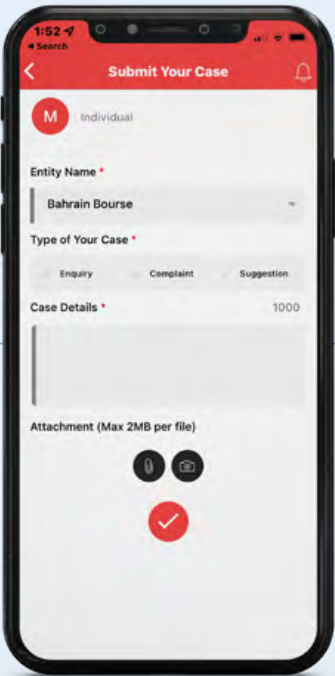 1:52
◀ Search
Submit Your Case
M
Individual
Entity Name *
Bahrain Bourse
Type of Your Case *
Enquiry Complaint Suggestion
Case Details * 1000
Attachment (Max 2MB per file)